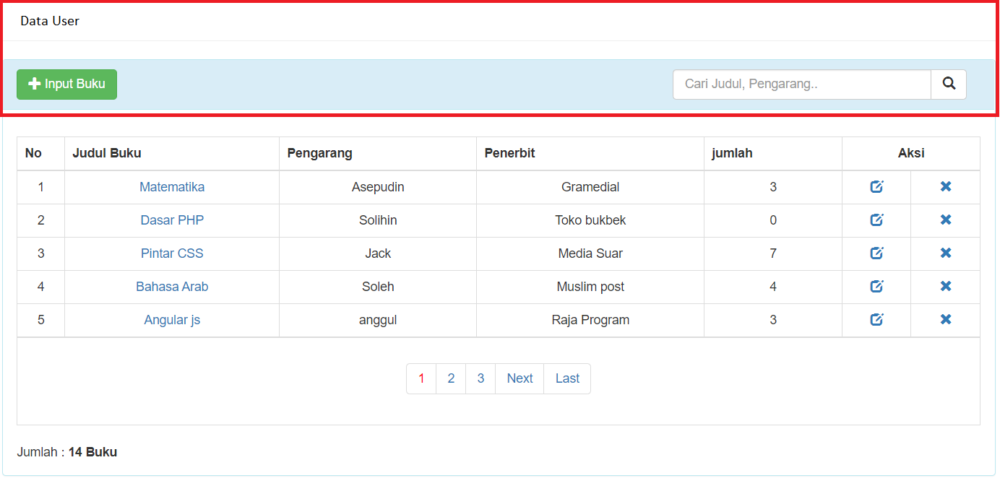 Data User
Input Buku Cari Judul, Pengarang..
No Judul Buku Pengarang Penerbit jumlah Aksi
1 Matematika Asepudin Gramedial 3
2 Dasar PHP Solihin Toko bukbek 0
3 Pintar CSS Jack Media Suar 7
4 Bahasa Arab Soleh Muslim post 4
5 Angular js anggul Raja Program 3
1 2 3 Next Last
Jumlah : 14 Buku